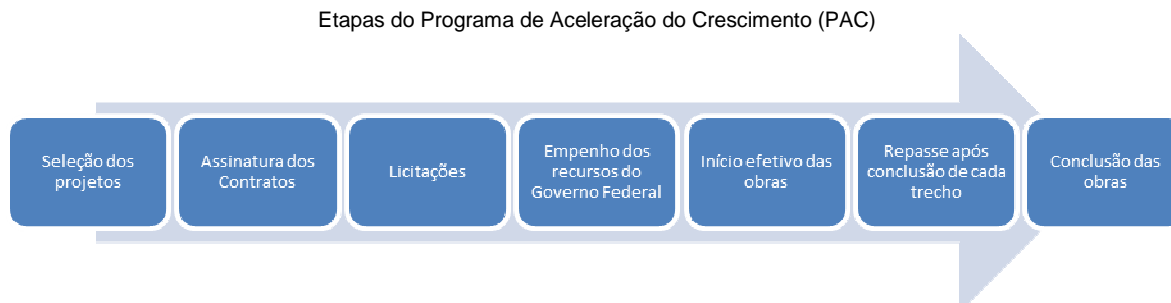 Etapas do Programa de Aceleração do Crescimento (PAC)
Seleção dos
projetos
Assinatura dos
Contratos
Licitações
Empenho dos
recursos do
Governo Federal
Início efetivo das
obras
Repasse após
conclusão de cada
trecho
Conclusão das
obras